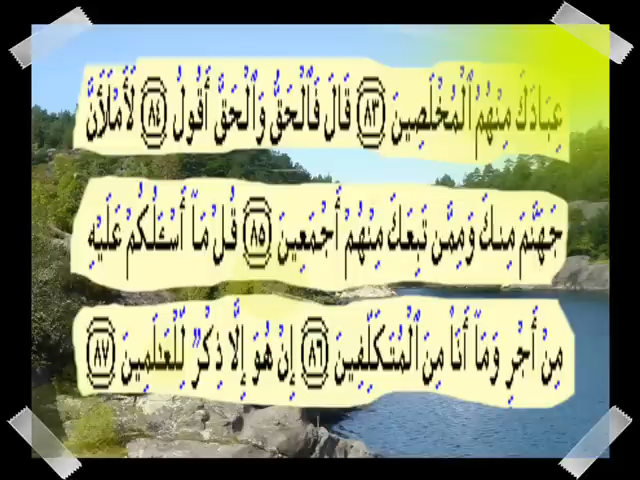 عِبَادَكَ مِنْهُمُ ٱلْمُخْلَصِينَ ٨٣ قَالَ فَٱلْحَقُّ وَٱلْحَقَّ أَقُولُ ٨٤ لَأَمْلَأَنَّ
جَهَنَّمَ مِنكَ وَمِمَّن تَبِعَكَ مِنْهُمْ أَجْمَعِينَ ٨٥ قُلْ مَآ أَسْـَٔلُكُمْ عَلَيْهِ
مِنْ أَجْرٍ وَمَآ أَنَا۠ مِنَ ٱلْمُتَكَلِّفِينَ ٨٦ إِنْ هُوَ إِلَّا ذِكْرٌ لِّلْعَـٰلَمِينَ ٨٧